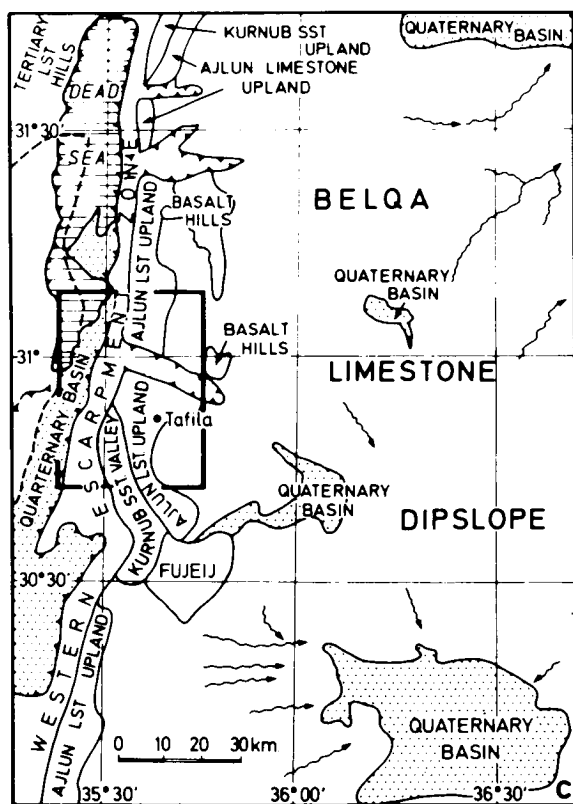 TERTIARY
LST
HILLS
KURNUB SST
UPLAND
AJLUN LIMESTONE
UPLAND
QUATERNARY
BASIN
DEAD
SEA
31°30'
ZONE
BASALT
HILLS
BELQA
AJLUN LST UPLAND
QUATERNARY
BASIN
31°
BASALT
HILLS
LIMESTONE
QUARTERNARY BASIN
ESCARPMENT
Tafila
KURNUB SST VALLEY
AJLUN LST UPLAND
QUATERNARY
BASIN
DIPSLOPE
30°30'
FUJEIJ
WESTERN
AJLUN LST UPLAND
QUATERNARY
BASIN
0 10 20 30 km
C
35°30'
36°00'
36°30'